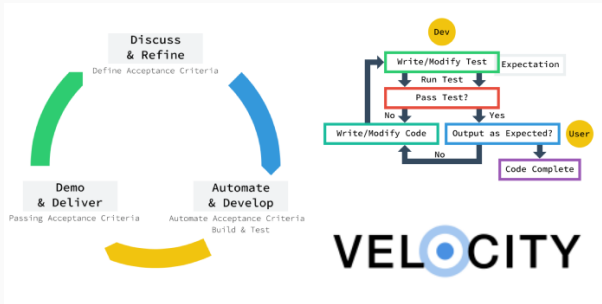 Discuss
& Refine
Define Acceptance Criteria
Demo
& Deliver
Passing Acceptance Criteria
Automate
& Develop
Automate Acceptance Criteria
Build & Test
Dev
Write/Modify Test
Expectation
Run Test
Pass Test?
No
Yes
Write/Modify Code
Output as Expected?
User
No
Code Complete
VELOCITY